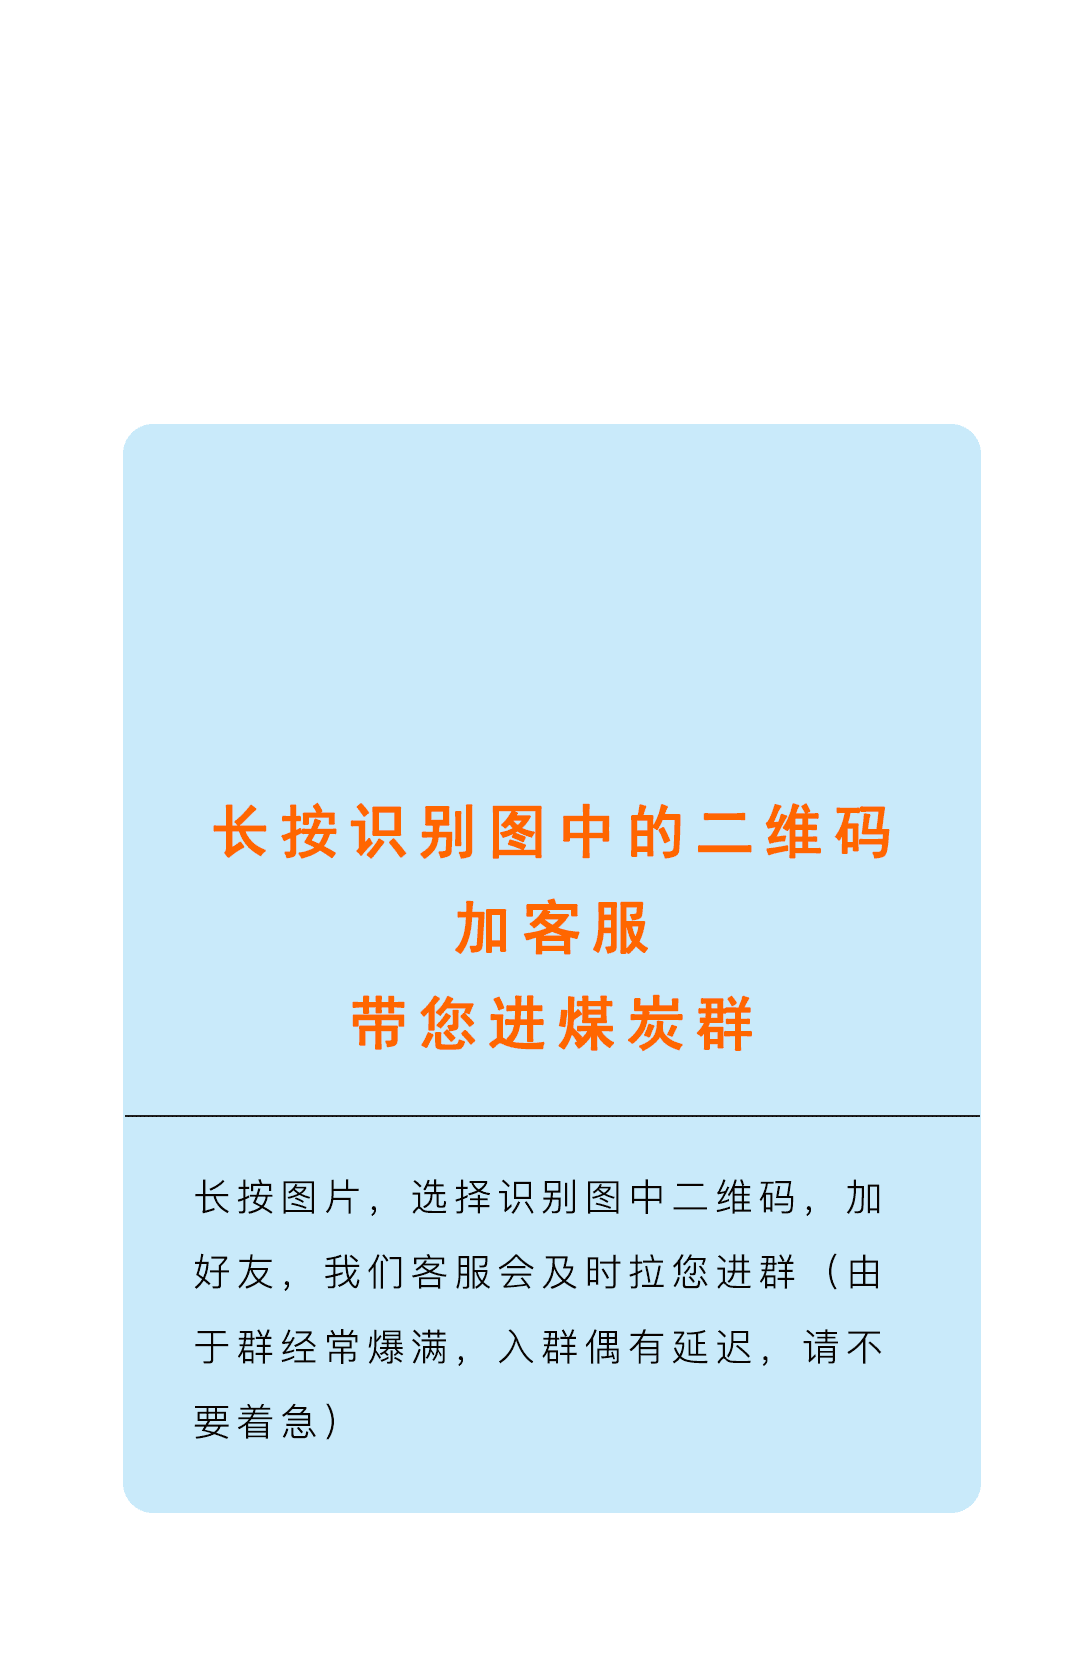 长按识别图中的二维码
加客服
带您进煤炭群
长按图片，选择识别图中二维码，加
好友，我们客服会及时拉您进群（由
于群经常爆满，入群偶有延迟，请不
要着急）